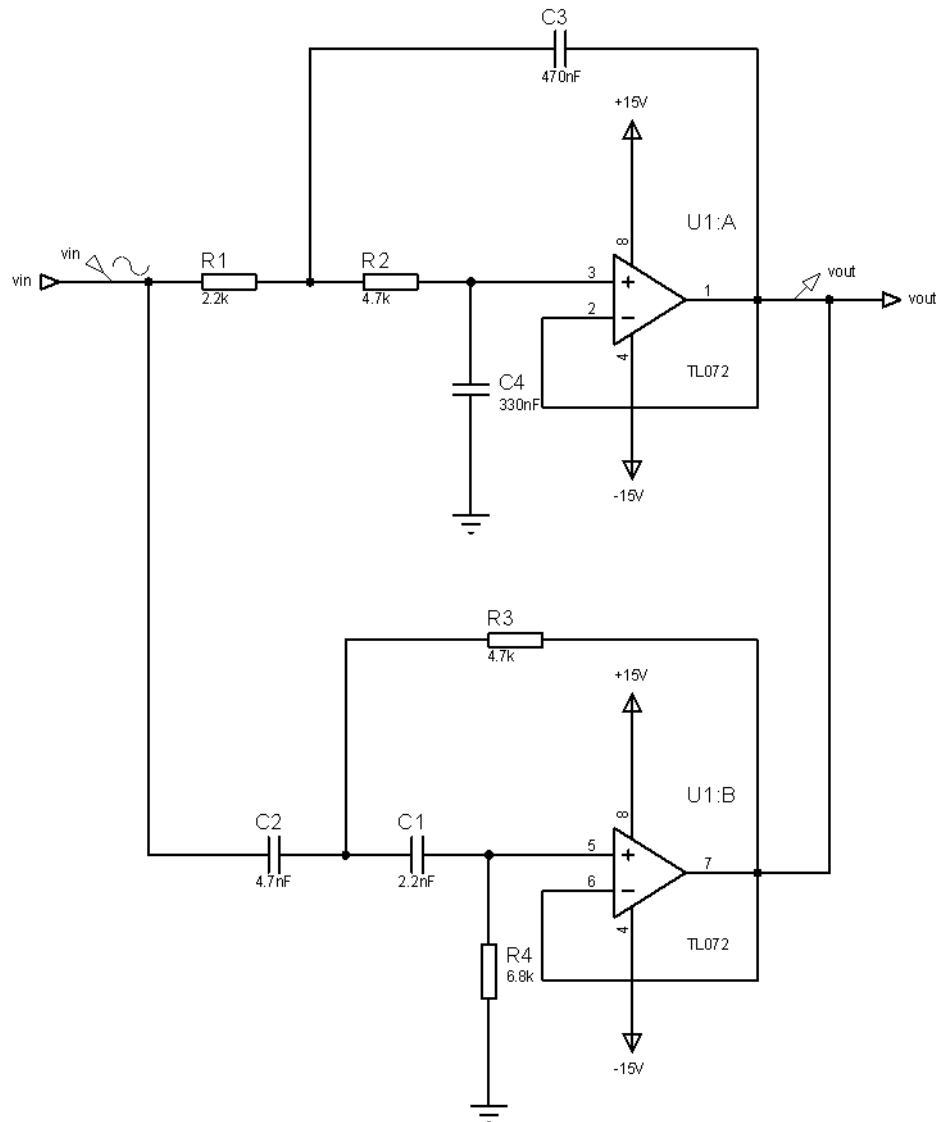 C3
470nF
+15V
8
U1:A
vin
vin
R1
2.2k
R2
4.7k
3
2
+
−
1
4
TL072
vout
vout
C4
330nF
-15V
R3
4.7k
+15V
8
U1:B
C2
4.7nF
C1
2.2nF
5
6
+
−
7
4
TL072
R4
6.8k
-15V